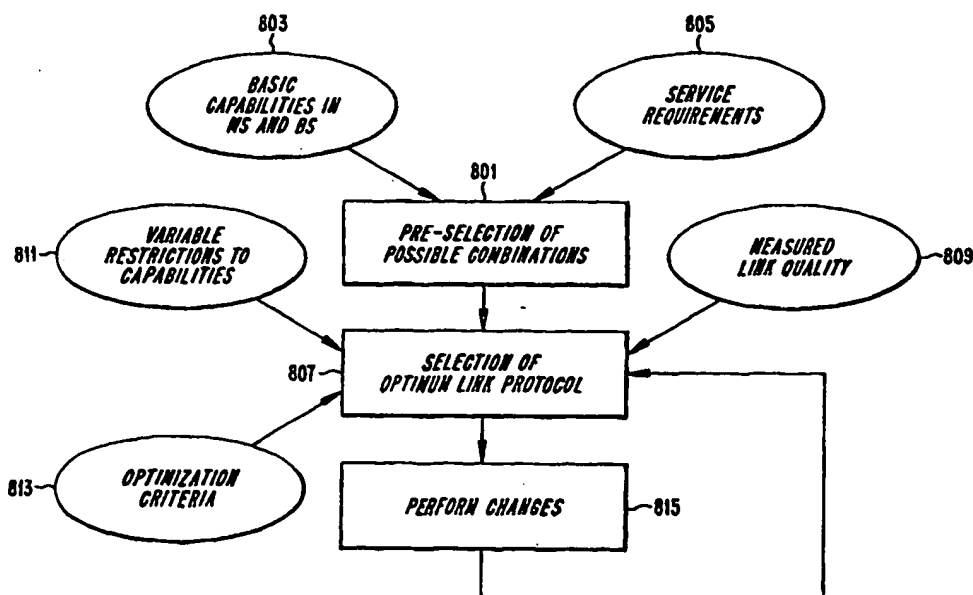 803
BASIC
CAPABILITIES IN
MS AND BS
805
SERVICE
REQUIREMENTS
801
PRE-SELECTION OF
POSSIBLE COMBINATIONS
811
VARIABLE
RESTRICTIONS TO
CAPABILITIES
MEASURED
LINK QUALITY
809
807
SELECTION OF
OPTIMUM LINK PROTOCOL
813
OPTIMIZATION
CRITERIA
PERFORM CHANGES
815